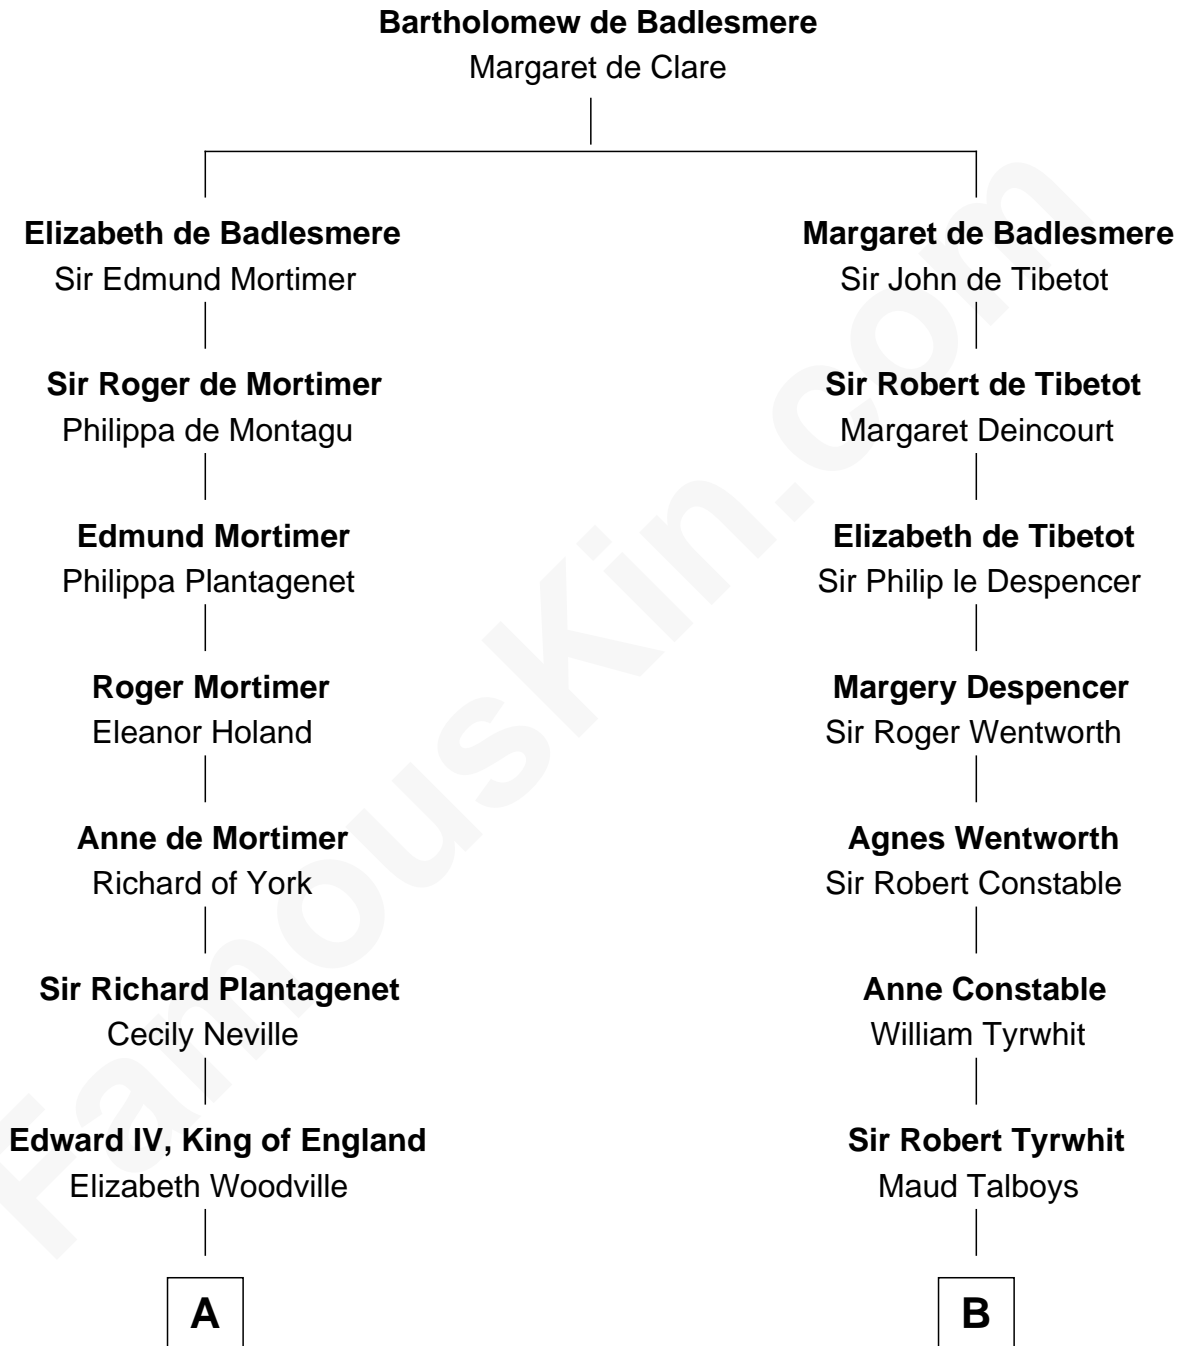 Bartholomew de Badlesmere
Margaret de Clare
Elizabeth de Badlesmere
Sir Edmund Mortimer
Sir Roger de Mortimer
Philippa de Montagu
Edmund Mortimer
Philippa Plantagenet
Roger Mortimer
Eleanor Holand
Anne de Mortimer
Richard of York
Sir Richard Plantagenet
Cecily Neville
Edward IV, King of England
Elizabeth Woodville
A
Margaret de Badlesmere
Sir John de Tibetot
Sir Robert de Tibetot
Margaret Deincourt
Elizabeth de Tibetot
Sir Philip le Despencer
Margery Despencer
Sir Roger Wentworth
Agnes Wentworth
Sir Robert Constable
Anne Constable
William Tyrwhit
Sir Robert Tyrwhit
Maud Talboys
B
FamousKin.com